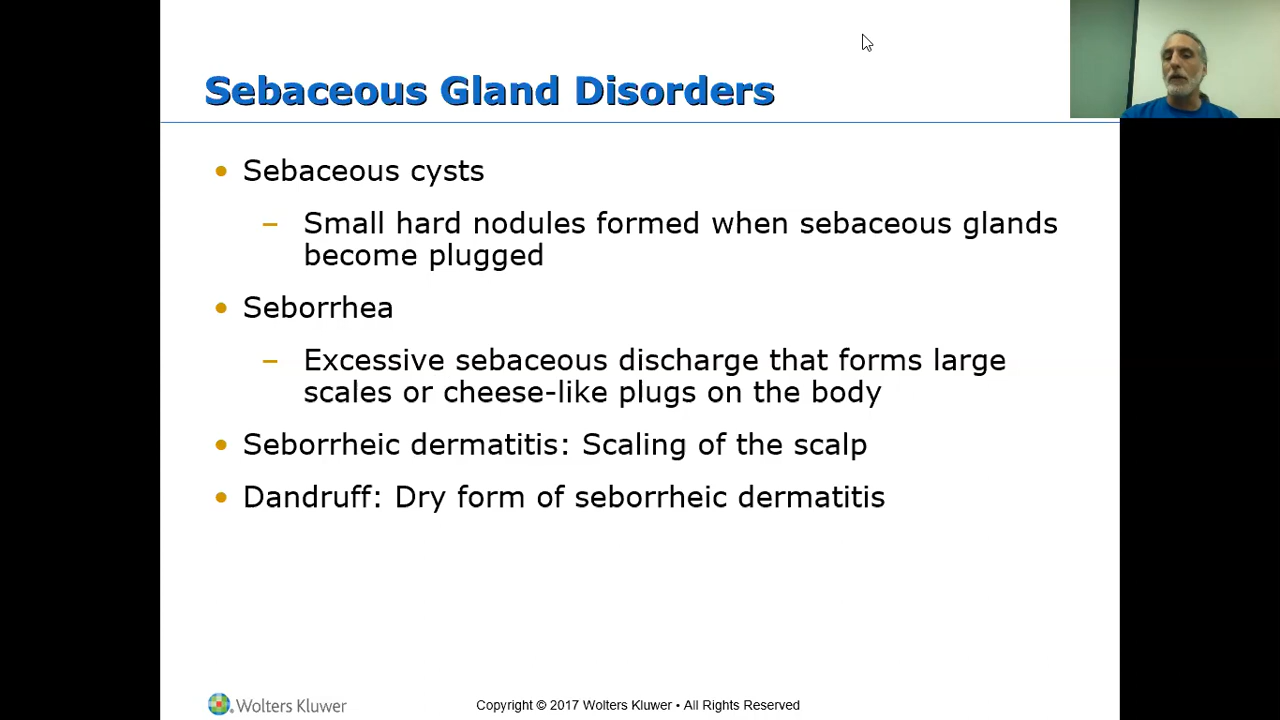 Sebaceous Gland Disorders
• Sebaceous cysts
– Small hard nodules formed when sebaceous glands
become plugged
• Seborrhea
– Excessive sebaceous discharge that forms large
scales or cheese-like plugs on the body
• Seborrheic dermatitis: Scaling of the scalp
• Dandruff: Dry form of seborrheic dermatitis
Wolters Kluwer
Copyright © 2017 Wolters Kluwer • All Rights Reserved